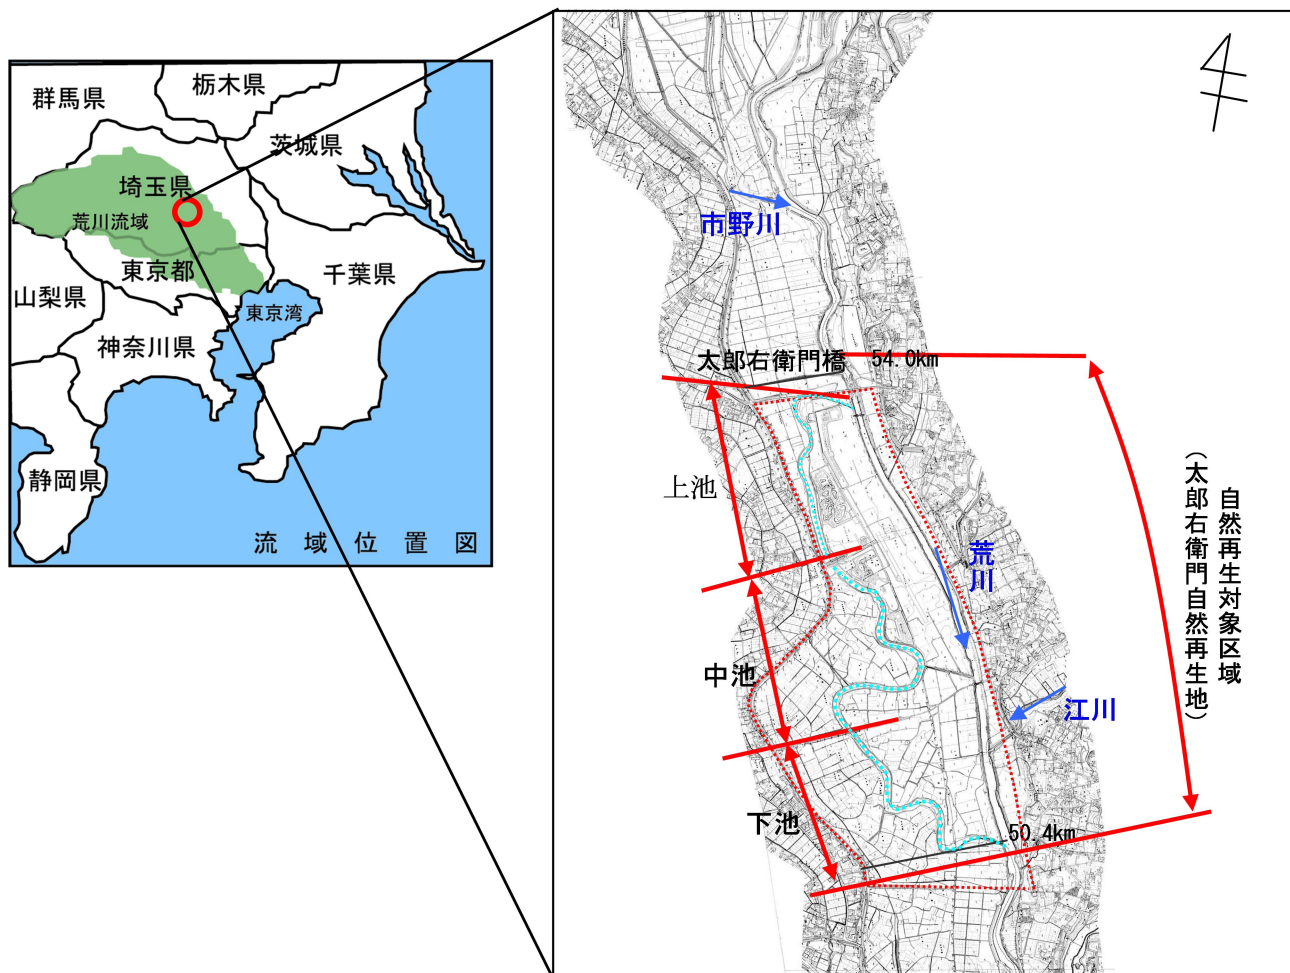 群馬県
栃木県
茨城県
埼玉県
荒川流域
東京都
千葉県
山梨県
東京湾
神奈川県
静岡県
流域位置図
市野川
太郎右衛門橋
54.0km
上池
荒川
中池
江川
下池
50.4km
自然再生対象区域
（太郎右衛門自然再生地）